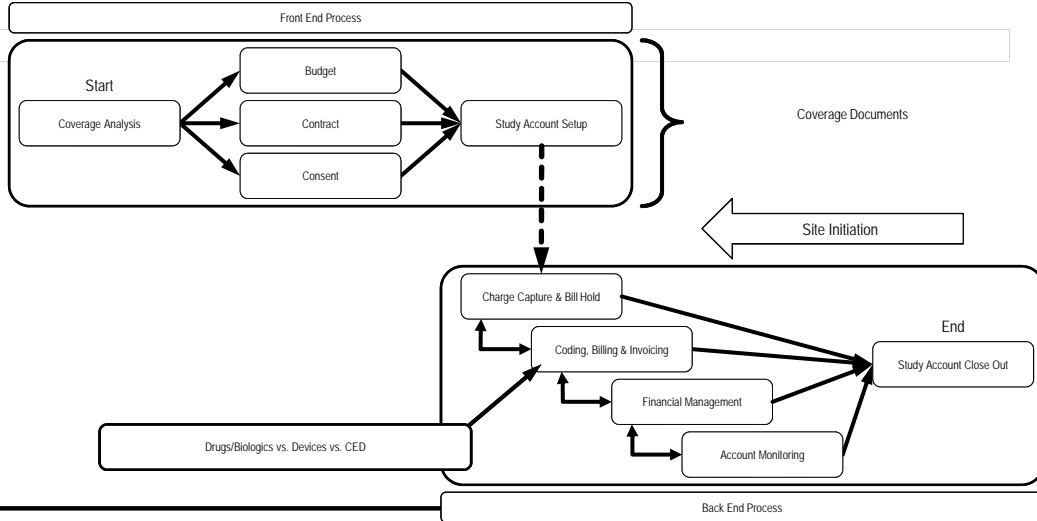 Front End Process
Start
Budget
Coverage Analysis
Contract
Study Account Setup
Consent
Coverage Documents
Site Initiation
Charge Capture & Bill Hold
Coding, Billing & Invoicing
End
Study Account Close Out
Financial Management
Drugs/Biologics vs. Devices vs. CED
Account Monitoring
Back End Process